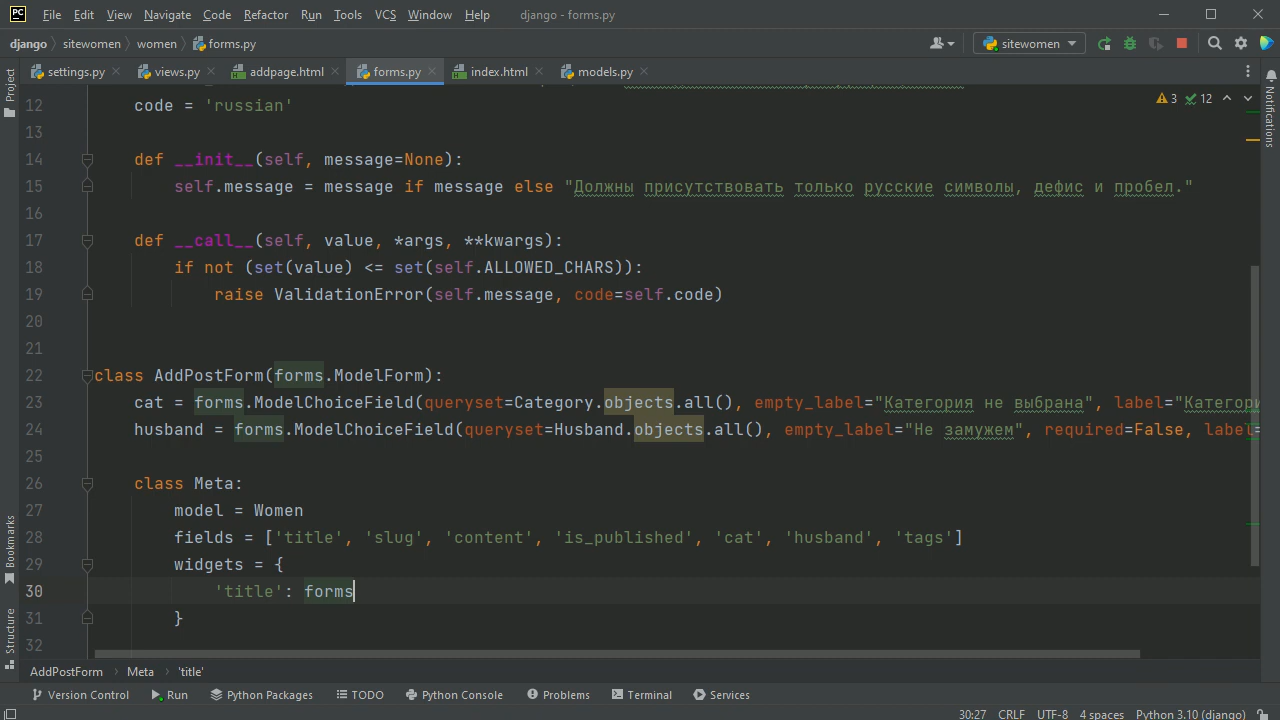 PC File Edit View Navigate Code Refactor Run Tools VCS Window Help django - forms.py
django sitewomen women forms.py sitewomen
settings.py views.py addpage.html forms.py index.html models.py
Project
Notifications
Bookmarks
Structure
3 12
12 code = 'russian'
13
14 def __init__(self, message=None):
15 self.message = message if message else "Должны присутствовать только русские символы, дефис и пробел."
16
17 def __call__(self, value, *args, **kwargs):
18 if not (set(value) <= set(self.ALLOWED_CHARS)):
19 raise ValidationError(self.message, code=self.code)
20
21
22 class AddPostForm(forms.ModelForm):
23 cat = forms.ModelChoiceField(queryset=Category.objects.all(), empty_label="Категория не выбрана", label="Категори
24 husband = forms.ModelChoiceField(queryset=Husband.objects.all(), empty_label="Не замужем", required=False, label=
25
26 class Meta:
27 model = Women
28 fields = ['title', 'slug', 'content', 'is_published', 'cat', 'husband', 'tags']
29 widgets = {
30 'title': forms
31 }
32
AddPostForm Meta 'title'
Version Control Run Python Packages TODO Python Console Problems Terminal Services
30:27 CRLF UTF-8 4 spaces Python 3.10 (django)